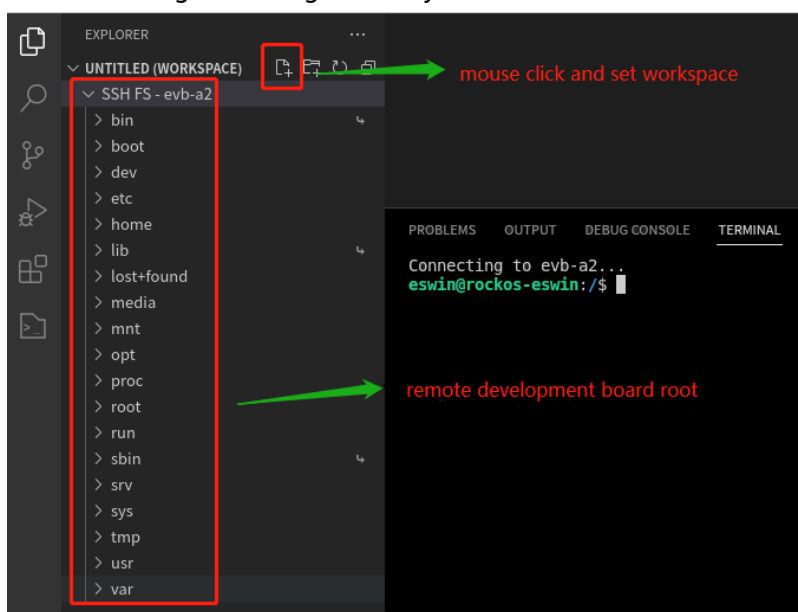 EXPLORER
UNTITLED (WORKSPACE)
mouse click and set workspace
SSH FS - evb-a2
bin
boot
dev
etc
home
lib
lost+found
media
mnt
opt
proc
root
run
sbin
srv
sys
tmp
usr
var
PROBLEMS OUTPUT DEBUG CONSOLE TERMINAL
Connecting to evb-a2...
eswin@rockos-eswin:/$
remote development board root